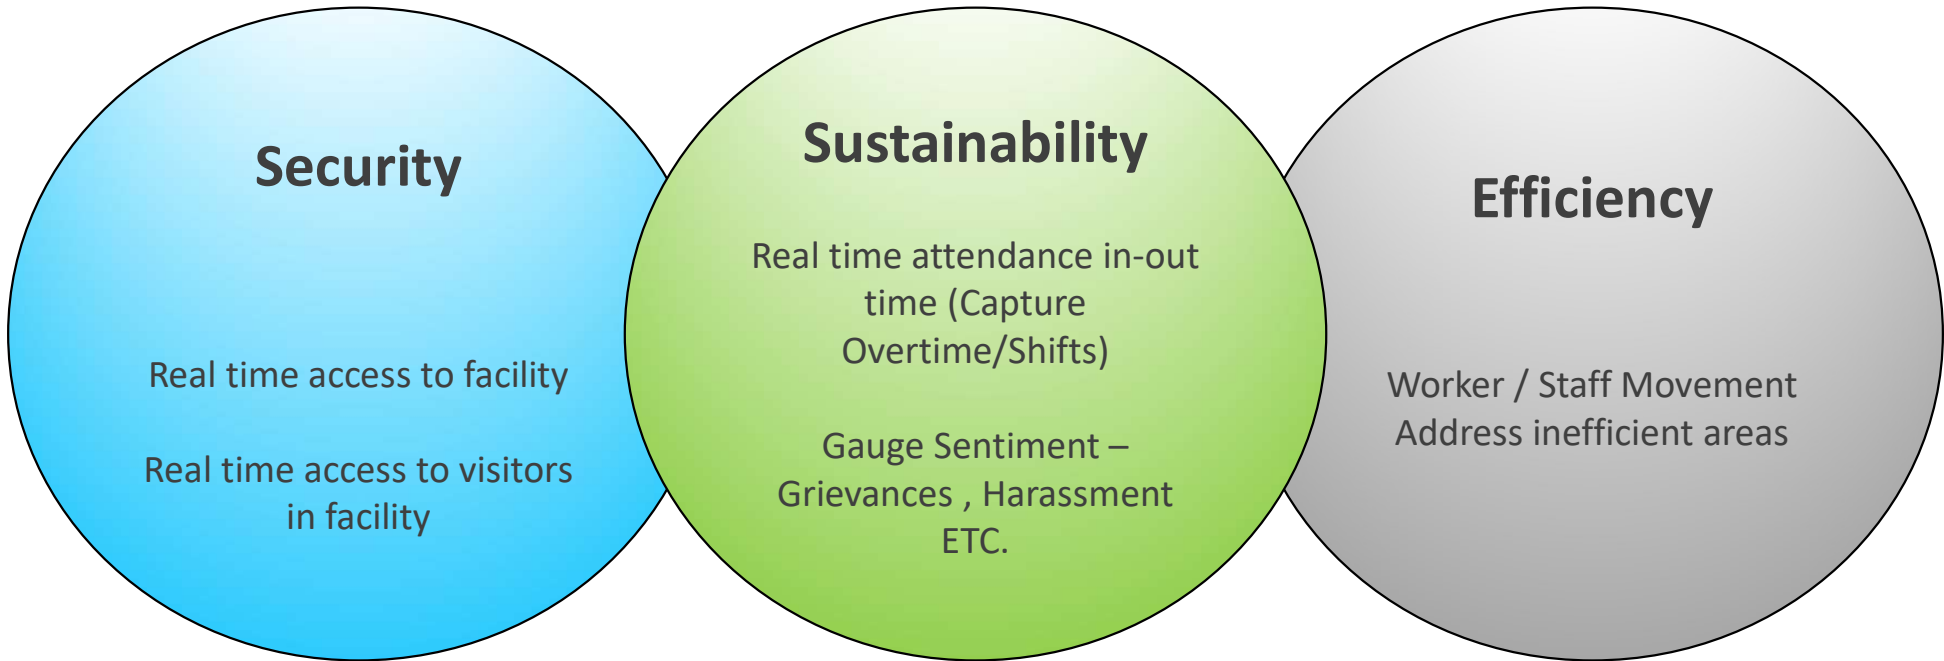 Security
Real time access to facility
Real time access to visitors
in facility
Sustainability
Real time attendance in-out
time (Capture
Overtime/Shifts)
Gauge Sentiment –
Grievances , Harassment
ETC.
Efficiency
Worker / Staff Movement
Address inefficient areas